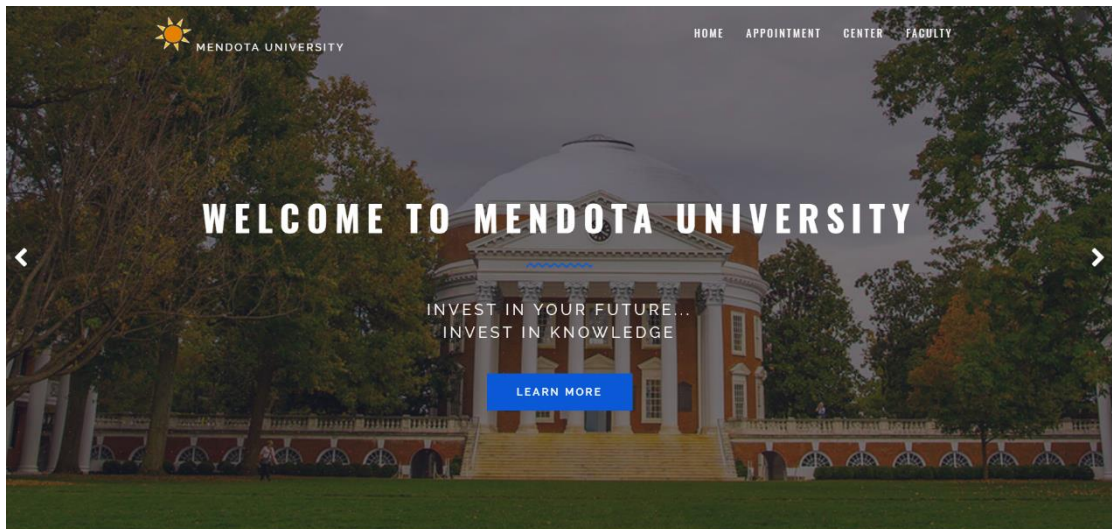 MENDOTA UNIVERSITY
HOME APPOINTMENT CENTER FACULTY
WELCOME TO MENDOTA UNIVERSITY
INVEST IN YOUR FUTURE...
INVEST IN KNOWLEDGE
LEARN MORE